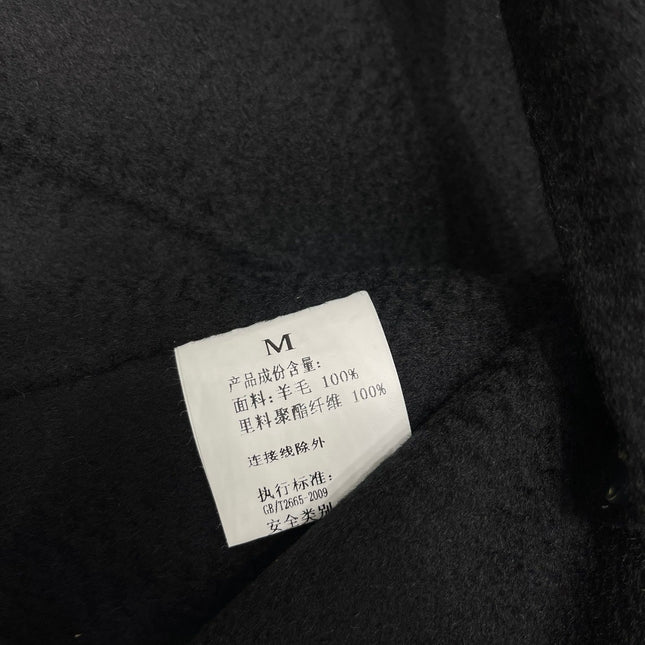 M
产品成份含量:
面料:羊毛 100%
里料聚酯纤维 100%
连接线除外
执行标准:
GB/T2665-2009
安全类别